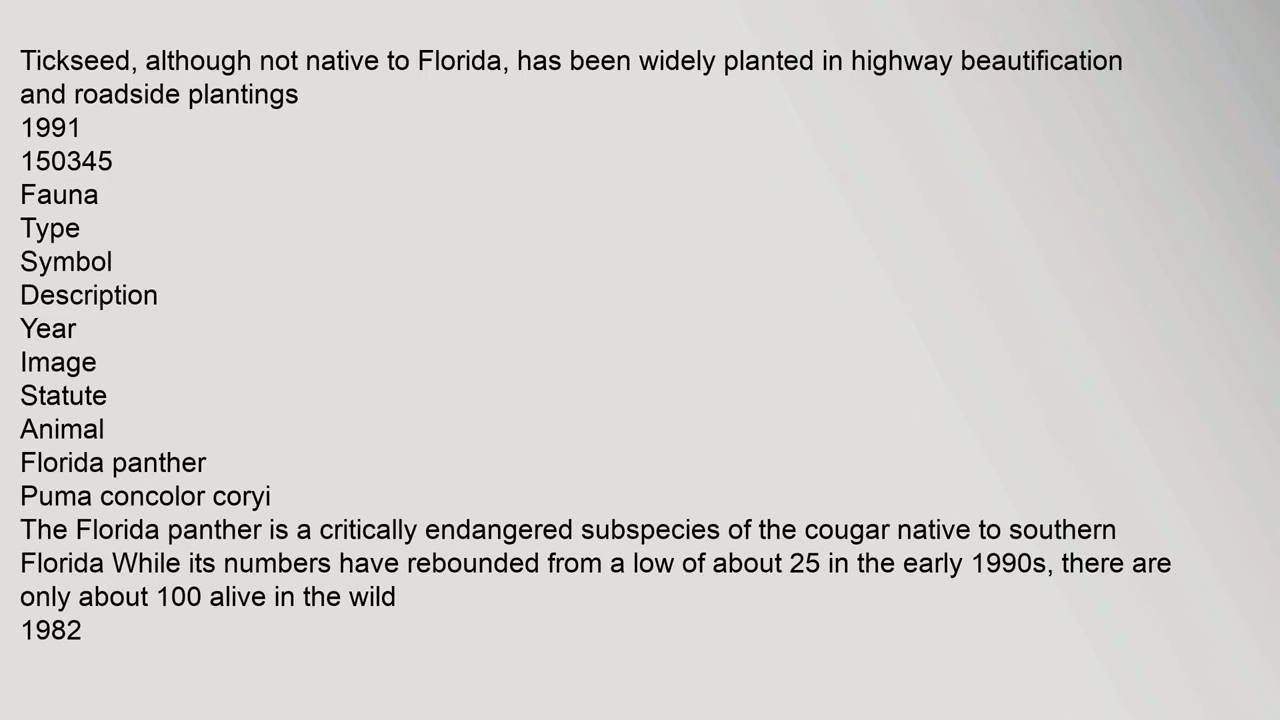 Tickseed, although not native to Florida, has been widely planted in highway beautification
and roadside plantings
1991
150345
Fauna
Type
Symbol
Description
Year
Image
Statute
Animal
Florida panther
Puma concolor coryi
The Florida panther is a critically endangered subspecies of the cougar native to southern
Florida While its numbers have rebounded from a low of about 25 in the early 1990s, there are
only about 100 alive in the wild
1982